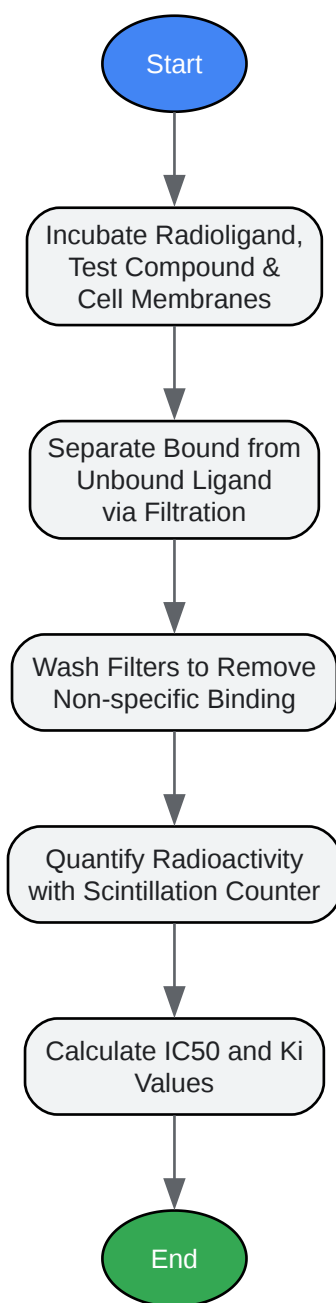 Start
Incubate Radioligand,
Test Compound &
Cell Membranes
Separate Bound from
Unbound Ligand
via Filtration
Wash Filters to Remove
Non-specific Binding
Quantify Radioactivity
with Scintillation Counter
Calculate IC50 and Ki
Values
End